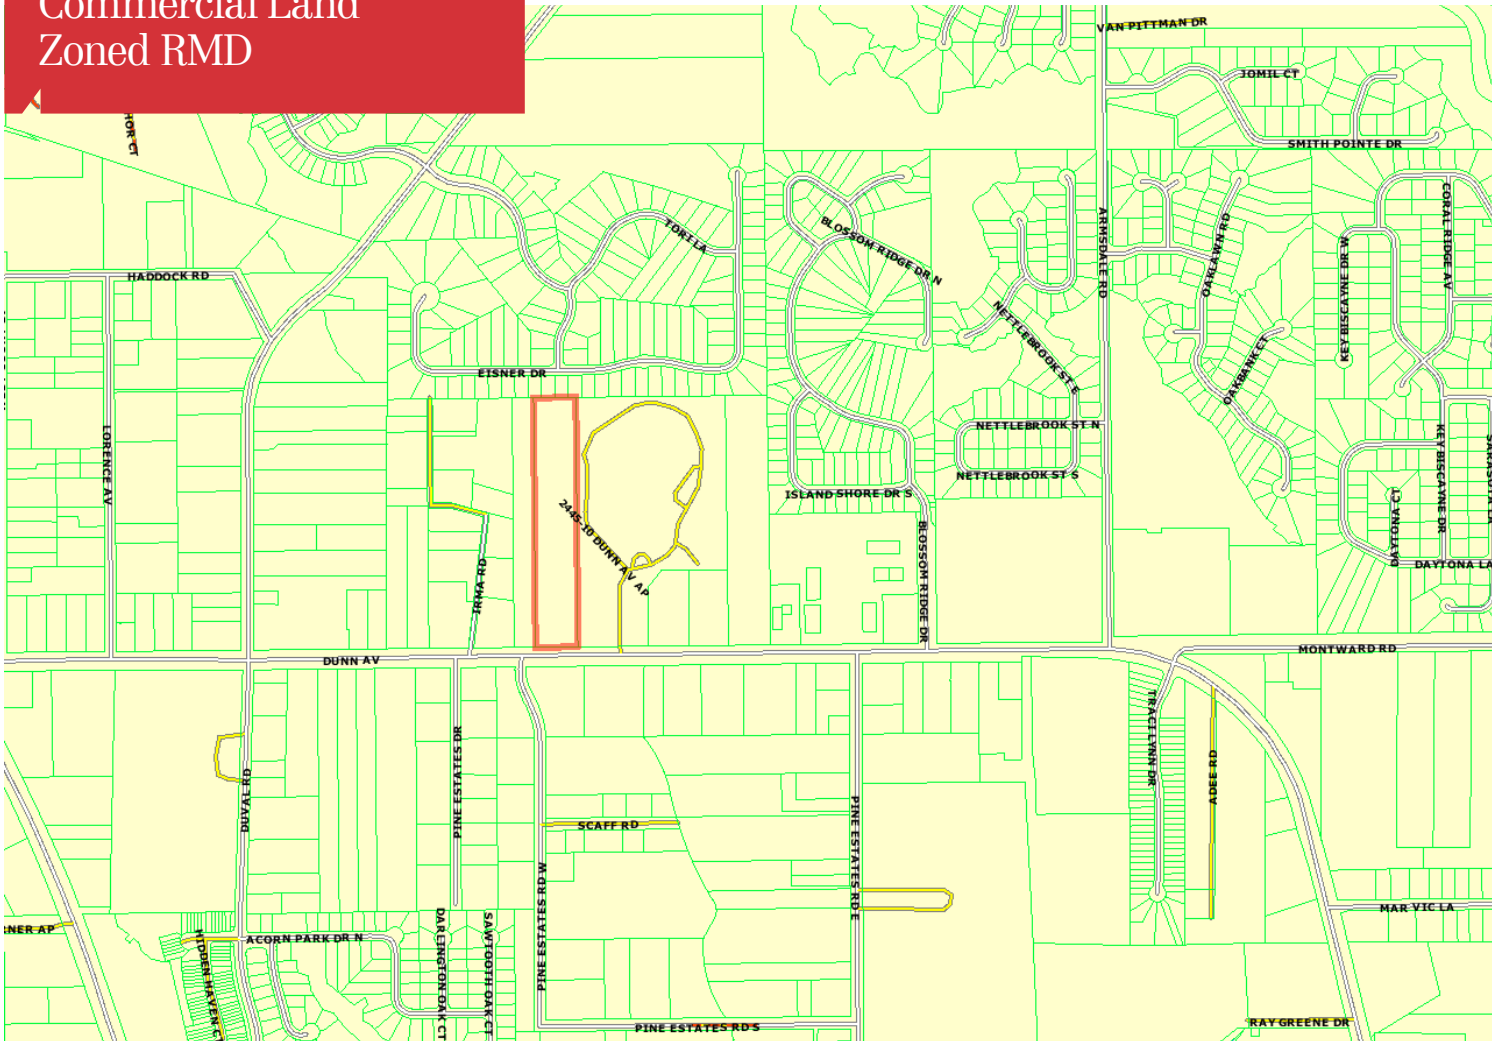 Commercial Land
Zoned RMD
VAN PITTMAN DR
JOMIL CT
SMITH POINTE DR
HADDOCK RD
TORI LA
BLOSSOM RIDGE DR N
ARMSDALE RD
OAKLAWN RD
KEY BISCAYNE DR W
CORAL RIDGE AV
NETTLEBROOK ST E
OAKBANK CT
EISNER DR
LORENCE AV
NETTLEBROOK ST N
NETTLEBROOK ST S
ISLAND SHORE DR S
KEY BISCAYNE DR
DAYTONA CT
DAYTONA LA
2445-10 DUNN AV AP
IRMA RD
BLOSSOM RIDGE DR
DUNN AV
MONTWARD RD
DUVAL RD
PINE ESTATES DR
TRACI LYNN DR
ADEE RD
SCAFF RD
PINE ESTATES RD W
PINE ESTATES RD E
MAR VIC LA
ACORN PARK DR N
HIDDEN HAVEN CT
DARLINGTON OAK CT
SAWTOOTH OAK CT
PINE ESTATES RD S
RAY GREENE DR